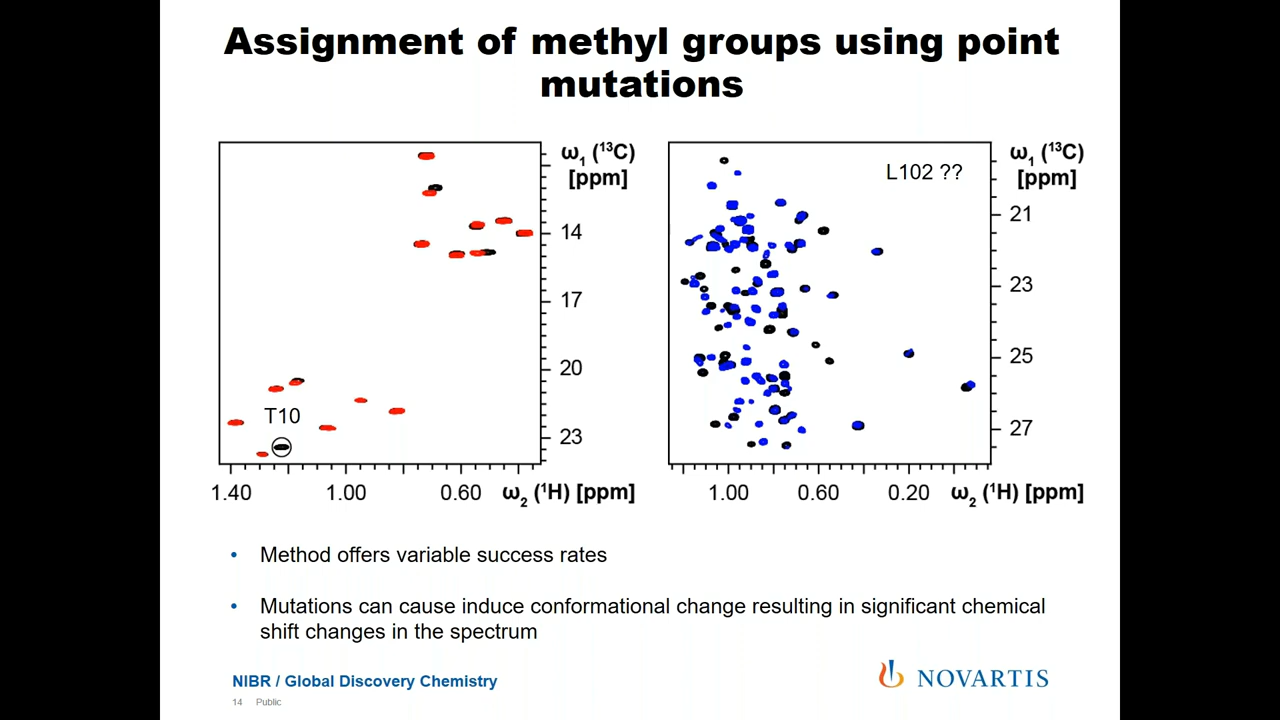 Assignment of methyl groups using point
mutations
ω1 (13C)
[ppm]
14
17
20
23
T10
1.40 1.00 0.60 ω2 (1H) [ppm]
L102 ??
ω1 (13C)
[ppm]
21
23
25
27
1.00 0.60 0.20 ω2 (1H) [ppm]
• Method offers variable success rates
• Mutations can cause induce conformational change resulting in significant chemical
shift changes in the spectrum
NIBR / Global Discovery Chemistry
14 Public
NOVARTIS